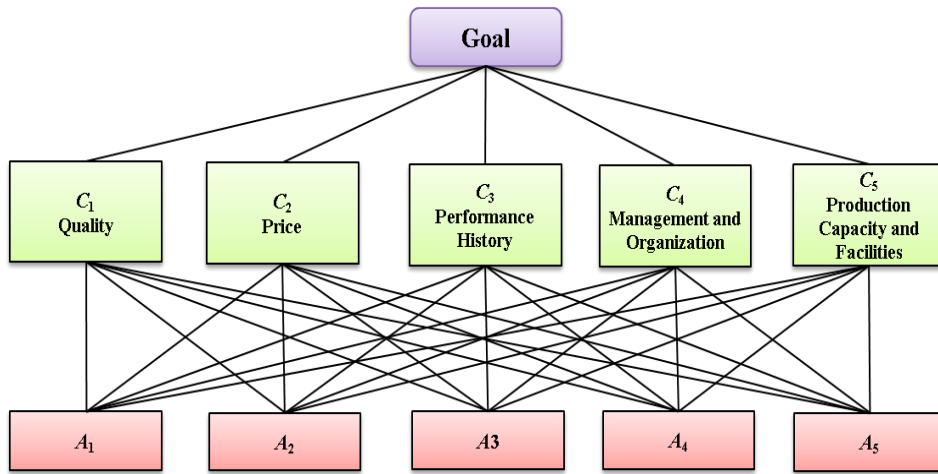 Goal
C₁
Quality
C₂
Price
C₃
Performance
History
C₄
Management and
Organization
C₅
Production
Capacity and
Facilities
A₁
A₂
A3
A₄
A₅